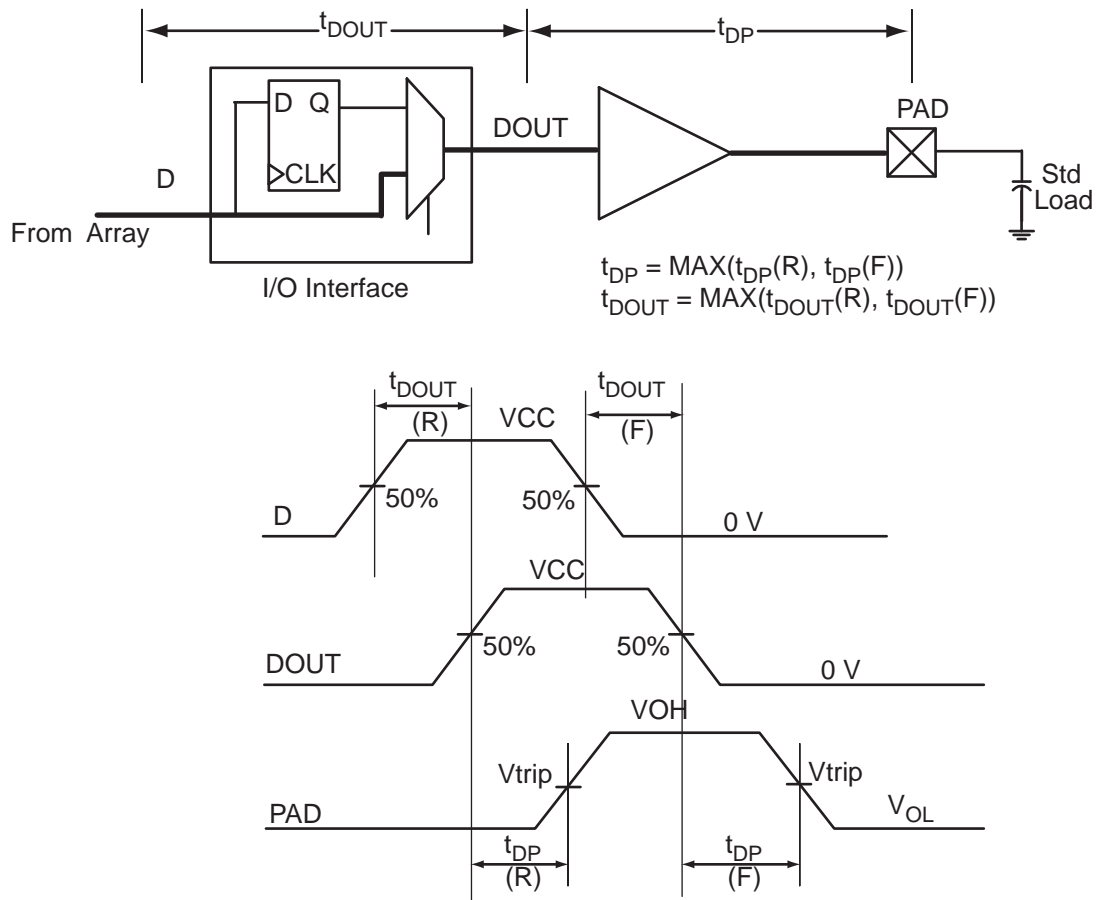 tDOUT
tDP
D Q
CLK
D
From Array
I/O Interface
DOUT
PAD
Std
Load
tDP = MAX(tDP(R), tDP(F))
tDOUT = MAX(tDOUT(R), tDOUT(F))
tDOUT
(R)
tDOUT
(F)
VCC
50%
50%
D
0 V
VCC
50%
50%
DOUT
0 V
VOH
Vtrip
Vtrip
PAD
VOL
tDP
(R)
tDP
(F)